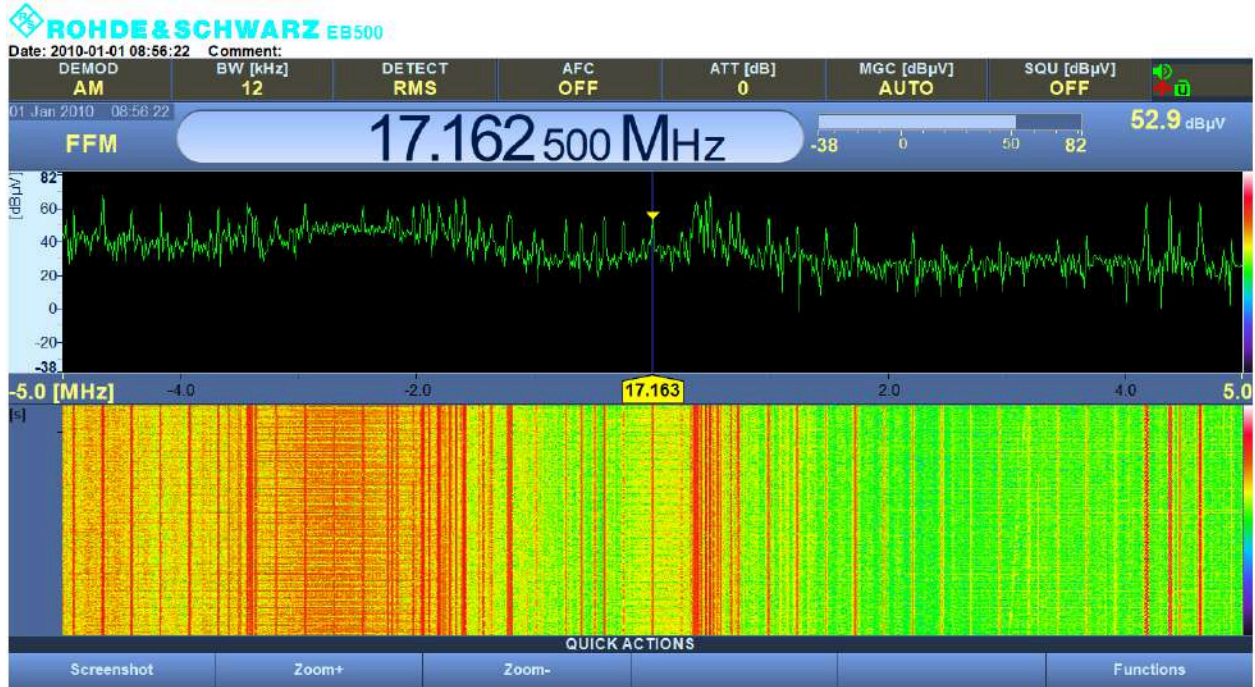 ROHDE & SCHWARZ EB500
Date: 2010-01-01 08:56:22 Comment:
DEMOD BW [kHz] DETECT AFC ATT [dB] MGC [dBµV] SQU [dBµV]
AM 12 RMS OFF 0 AUTO OFF
01 Jan 2010 08:56:22
FFM 17.162 500 MHz -38 0 50 82 52.9 dBµV
[dBµV]
82
60
40
20
0
-20
-38
-5.0 [MHz] -4.0 -2.0 17.163 2.0 4.0 5.0
[s]
QUICK ACTIONS
Screenshot Zoom+ Zoom- Functions